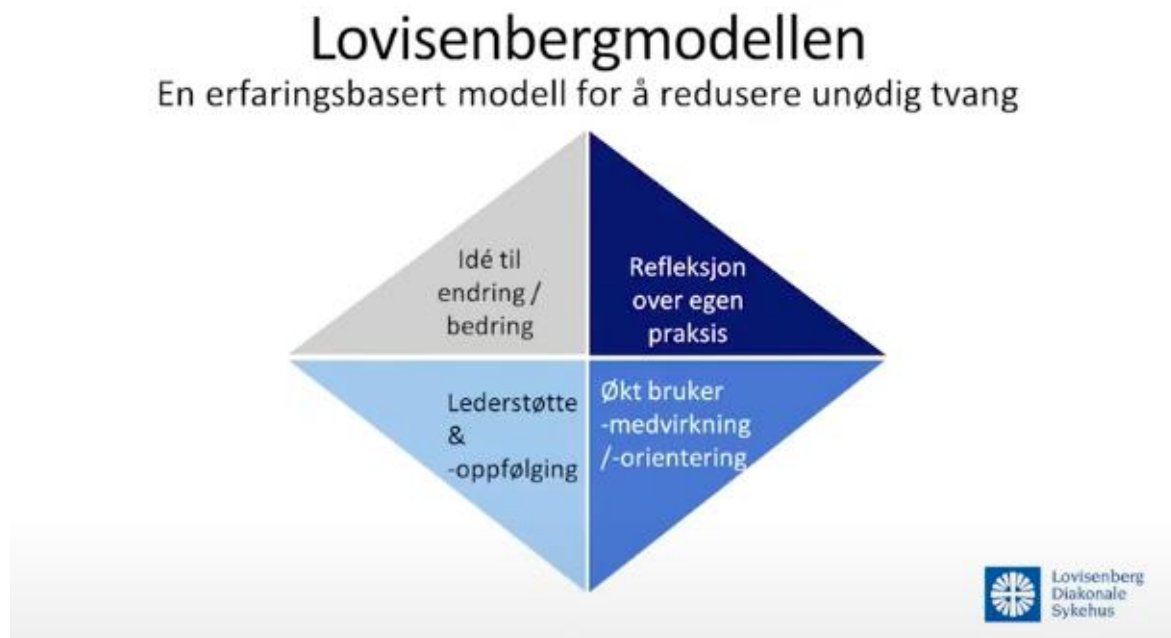 Lovisenbergmodellen
En erfaringsbasert modell for å redusere unødig tvang
Idé til
endring /
bedring
Refleksjon
over egen
praksis
Lederstøtte
&
-oppfølging
Økt bruker
-medvirkning
/-orientering
Lovisenberg
Diakonale
Sykehus